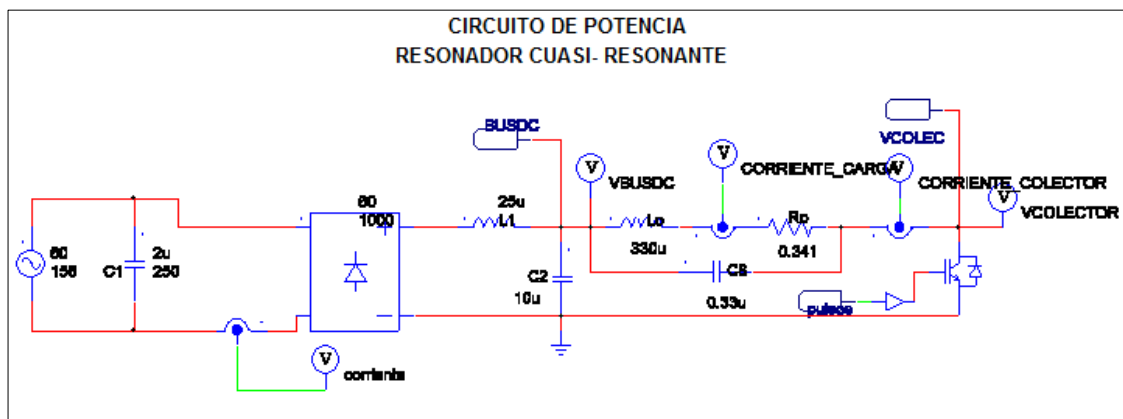 CIRCUITO DE POTENCIA
RESONADOR CUASI- RESONANTE
BUSDC
VCOLEC
V
VBUSDC
V
CORRIENTE_CARGA
V
CORRIENTE_COLECTOR
V
VCOLECTOR
60
156
C1
2u
250
60
1000
25u
L1
C2
10u
Lo
330u
Rp
0.341
C3
0.33u
pulsos
V
corriente